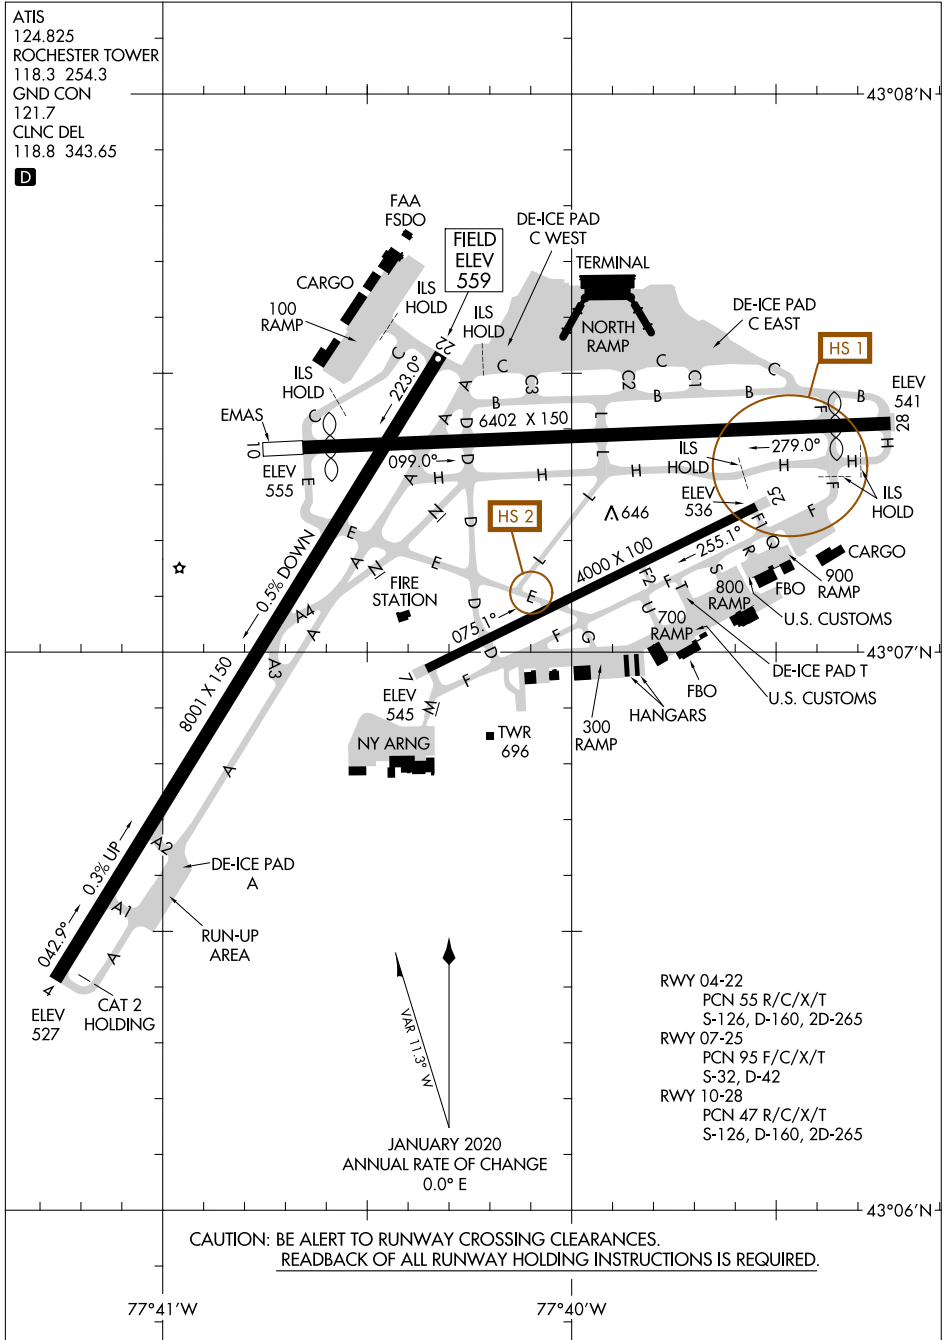 ATIS
124.825
ROCHESTER TOWER
118.3 254.3
GND CON
121.7
CLNC DEL
118.8 343.65
D
43°08'N
FAA
FSDO
FIELD
ELEV
559
DE-ICE PAD
C WEST
TERMINAL
CARGO
100
RAMP
ILS
HOLD
ILS
HOLD
NORTH
RAMP
DE-ICE PAD
C EAST
HS 1
22
C
ILS
HOLD
223.0°
A
C
C3
C2
C
C1
C
B
B
B
B
F
ELEV
541
EMAS
C
A
D
6402 X 150
L
28
10
ELEV
555
099.0°
D
L
279.0°
H
E
A
H
H
H
H
H
ILS
HOLD
F
ILS
HOLD
N
D
HS 2
L
646
ELEV
536
25
F1
F
E
A
N
E
L
4000 X 100
255.1°
R
G
CARGO
0.5% DOWN
FIRE
STATION
E
F2
F
S
T
900
RAMP
FBO
800
RAMP
U.S. CUSTOMS
A4
A
D
075.1°
F
G
U
700
RAMP
43°07'N
A3
D
7
F
DE-ICE PAD T
U.S. CUSTOMS
FBO
8001 X 150
ELEV
545
M
HANGARS
300
RAMP
NY ARNG
TWR
696
A
0.3% UP
A2
DE-ICE PAD
A
A1
042.9°
A
RUN-UP
AREA
4
ELEV
527
CAT 2
HOLDING
VAR 11.3° W
JANUARY 2020
ANNUAL RATE OF CHANGE
0.0° E
RWY 04-22
PCN 55 R/C/X/T
S-126, D-160, 2D-265
RWY 07-25
PCN 95 F/C/X/T
S-32, D-42
RWY 10-28
PCN 47 R/C/X/T
S-126, D-160, 2D-265
43°06'N
CAUTION: BE ALERT TO RUNWAY CROSSING CLEARANCES.
READBACK OF ALL RUNWAY HOLDING INSTRUCTIONS IS REQUIRED.
77°41'W
77°40'W